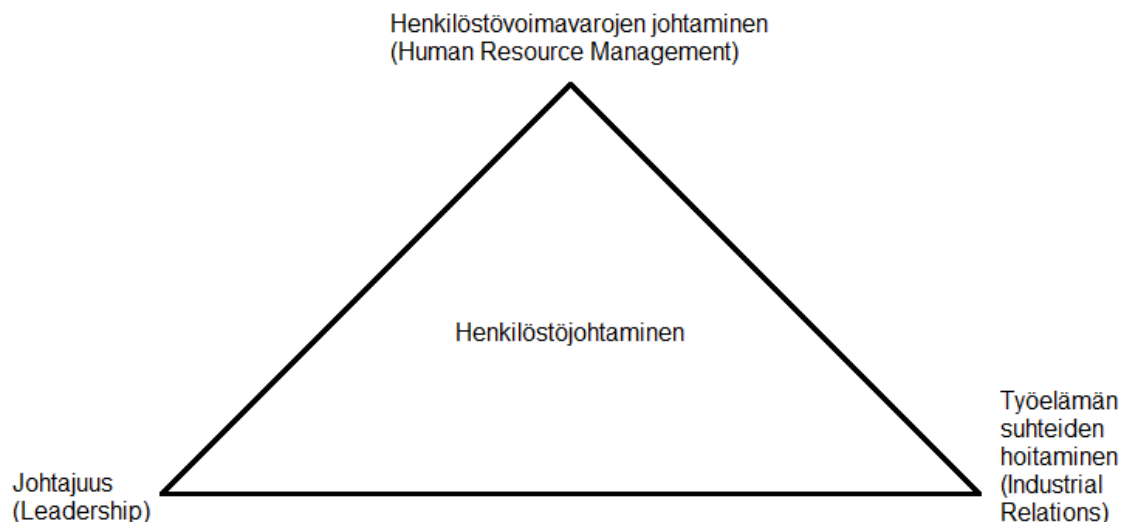 Henkilöstövoimavarojen johtaminen
(Human Resource Management)
Henkilöstöjohtaminen
Johtajuus
(Leadership)
Työelämän
suhteiden
hoitaminen
(Industrial
Relations)